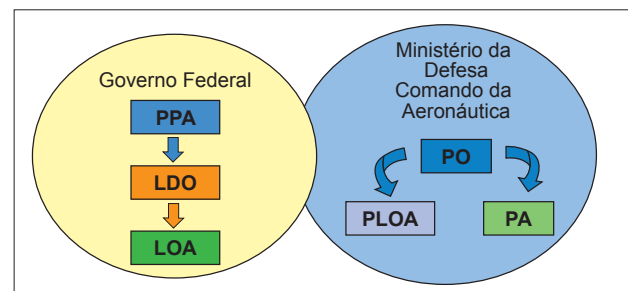 Governo Federal
PPA
LDO
LOA
Ministério da
Defesa
Comando da
Aeronáutica
PO
PLOA
PA